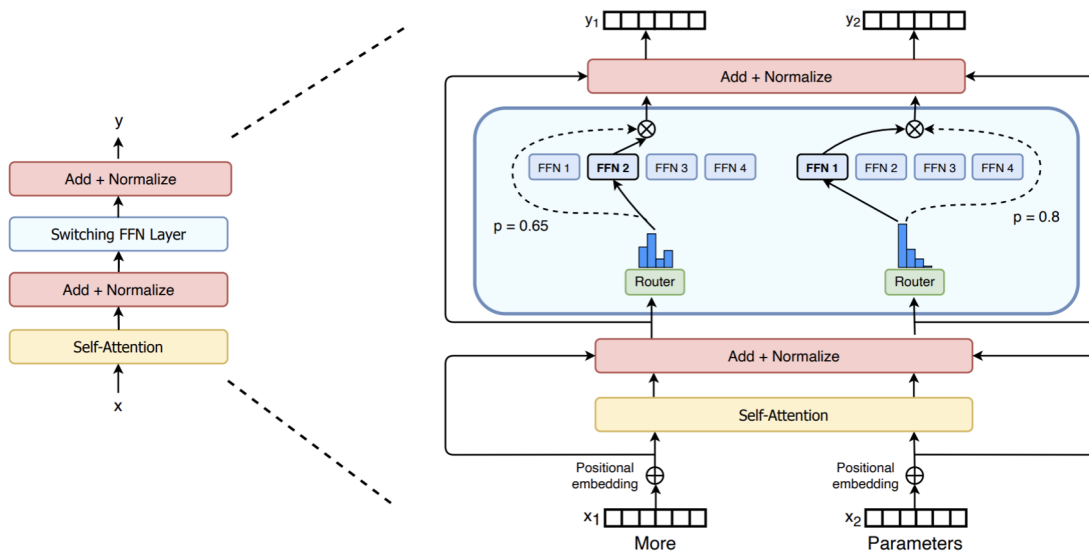 y
Add + Normalize
Switching FFN Layer
Add + Normalize
Self-Attention
x
y1 y2
Add + Normalize
FFN 1 FFN 2 FFN 3 FFN 4 FFN 1 FFN 2 FFN 3 FFN 4
p = 0.65 p = 0.8
Router Router
Add + Normalize
Self-Attention
Positional
embedding
Positional
embedding
x1 x2
More Parameters